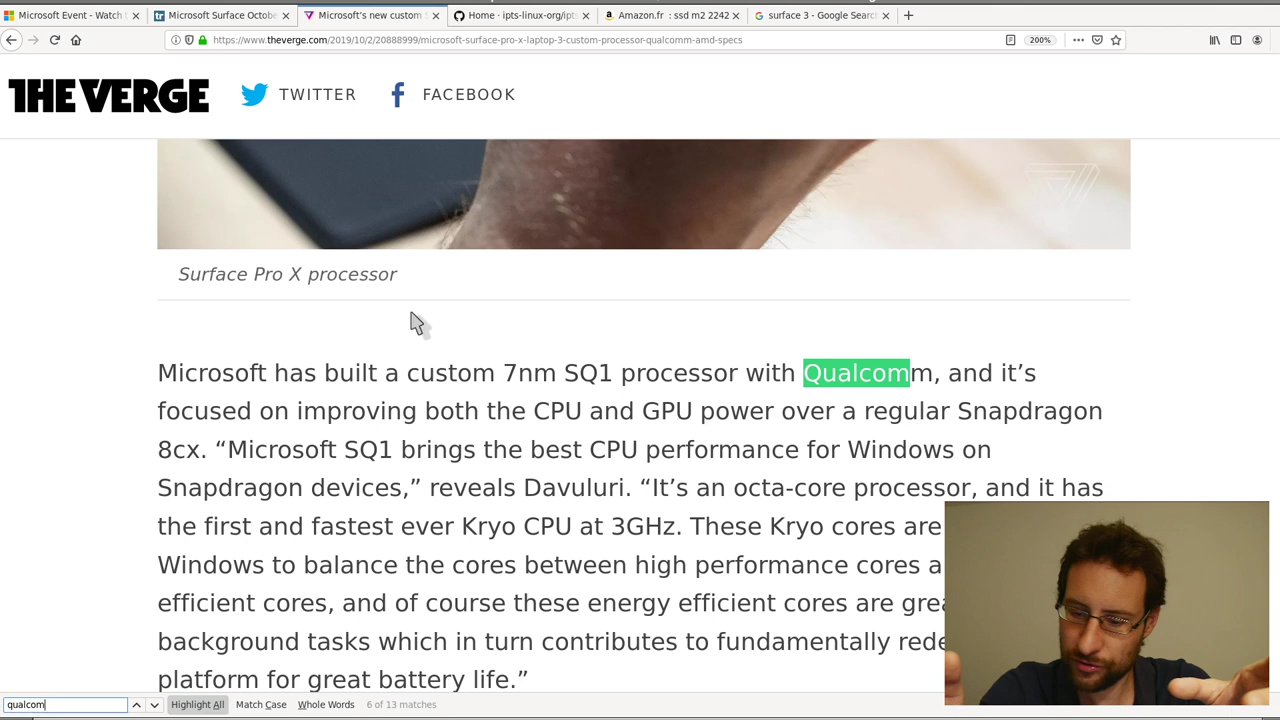 Microsoft Event - Watch
Microsoft Surface Octobe
Microsoft's new custom
Home · ipts-linux-org/ipts
Amazon.fr : ssd m2 2242
surface 3 - Google Search
https://www.theverge.com/2019/10/2/20888999/microsoft-surface-pro-x-laptop-3-custom-processor-qualcomm-amd-specs
200%
THE VERGE
TWITTER
FACEBOOK
Surface Pro X processor
Microsoft has built a custom 7nm SQ1 processor with Qualcomm, and it’s
focused on improving both the CPU and GPU power over a regular Snapdragon
8cx. “Microsoft SQ1 brings the best CPU performance for Windows on
Snapdragon devices,” reveals Davuluri. “It’s an octa-core processor, and it has
the first and fastest ever Kryo CPU at 3GHz. These Kryo cores are
Windows to balance the cores between high performance cores a
efficient cores, and of course these energy efficient cores are grea
background tasks which in turn contributes to fundamentally rede
platform for great battery life.”
qualcom
Highlight All
Match Case
Whole Words
6 of 13 matches